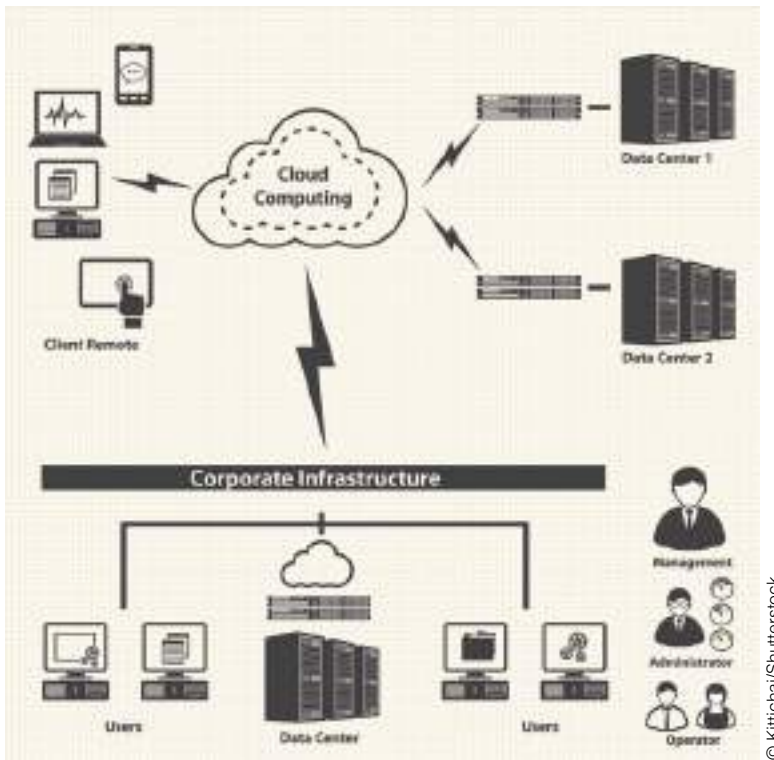 Cloud
Computing
Data Center 1
Client Remote
Data Center 2
Corporate Infrastructure
Management
Administrator
Users
Data Center
Users
Operator
© Kittichai/Shutterstock